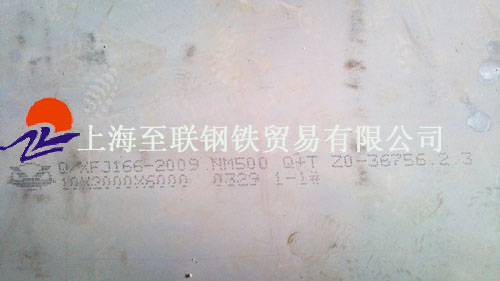 上海至联钢铁贸易有限公司
Q/XFJ166-2009 NM500 Q+T Z0-36756.2.3
10X2000X6000 0329 1-1#